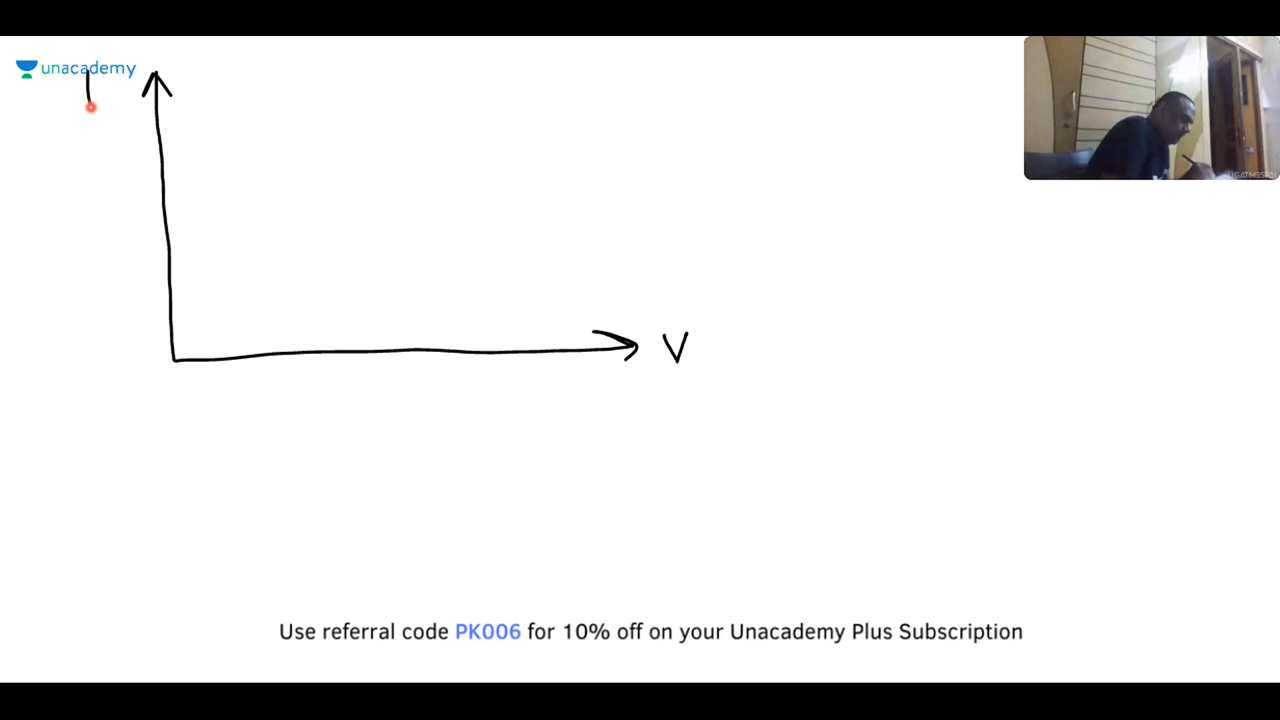 unacademy
V
Use referral code PK006 for 10% off on your Unacademy Plus Subscription